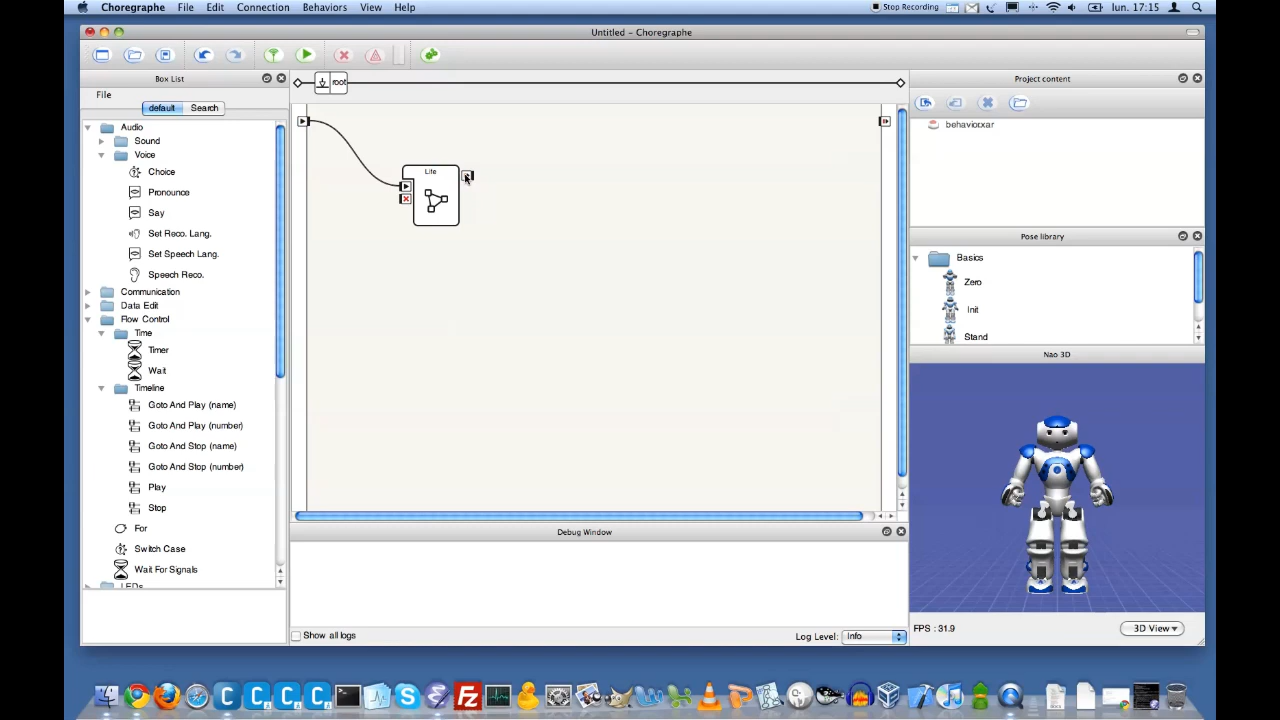 Choregraphe File Edit Connection Behaviors View Help Stop Recording lun. 17:15
Untitled - Choregraphe
Box List
File
default Search
Audio
Sound
Voice
Choice
Pronounce
Say
Set Reco. Lang.
Set Speech Lang.
Speech Reco.
Communication
Data Edit
Flow Control
Time
Timer
Wait
Timeline
Goto And Play (name)
Goto And Play (number)
Goto And Stop (name)
Goto And Stop (number)
Play
Stop
For
Switch Case
Wait For Signals
LEDs
root
Life
Debug Window
Show all logs
Log Level: Info
Project content
behavior.xar
Pose library
Basics
Zero
Init
Stand
Nao 3D
FPS : 31.9
3D View